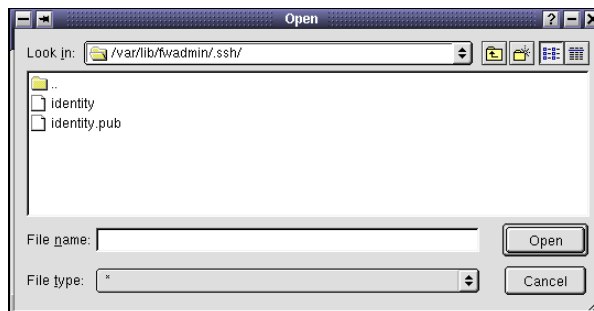 Open
Look in: /var/lib/fwadmin/.ssh/
..
identity
identity.pub
File name: Open
File type: * Cancel